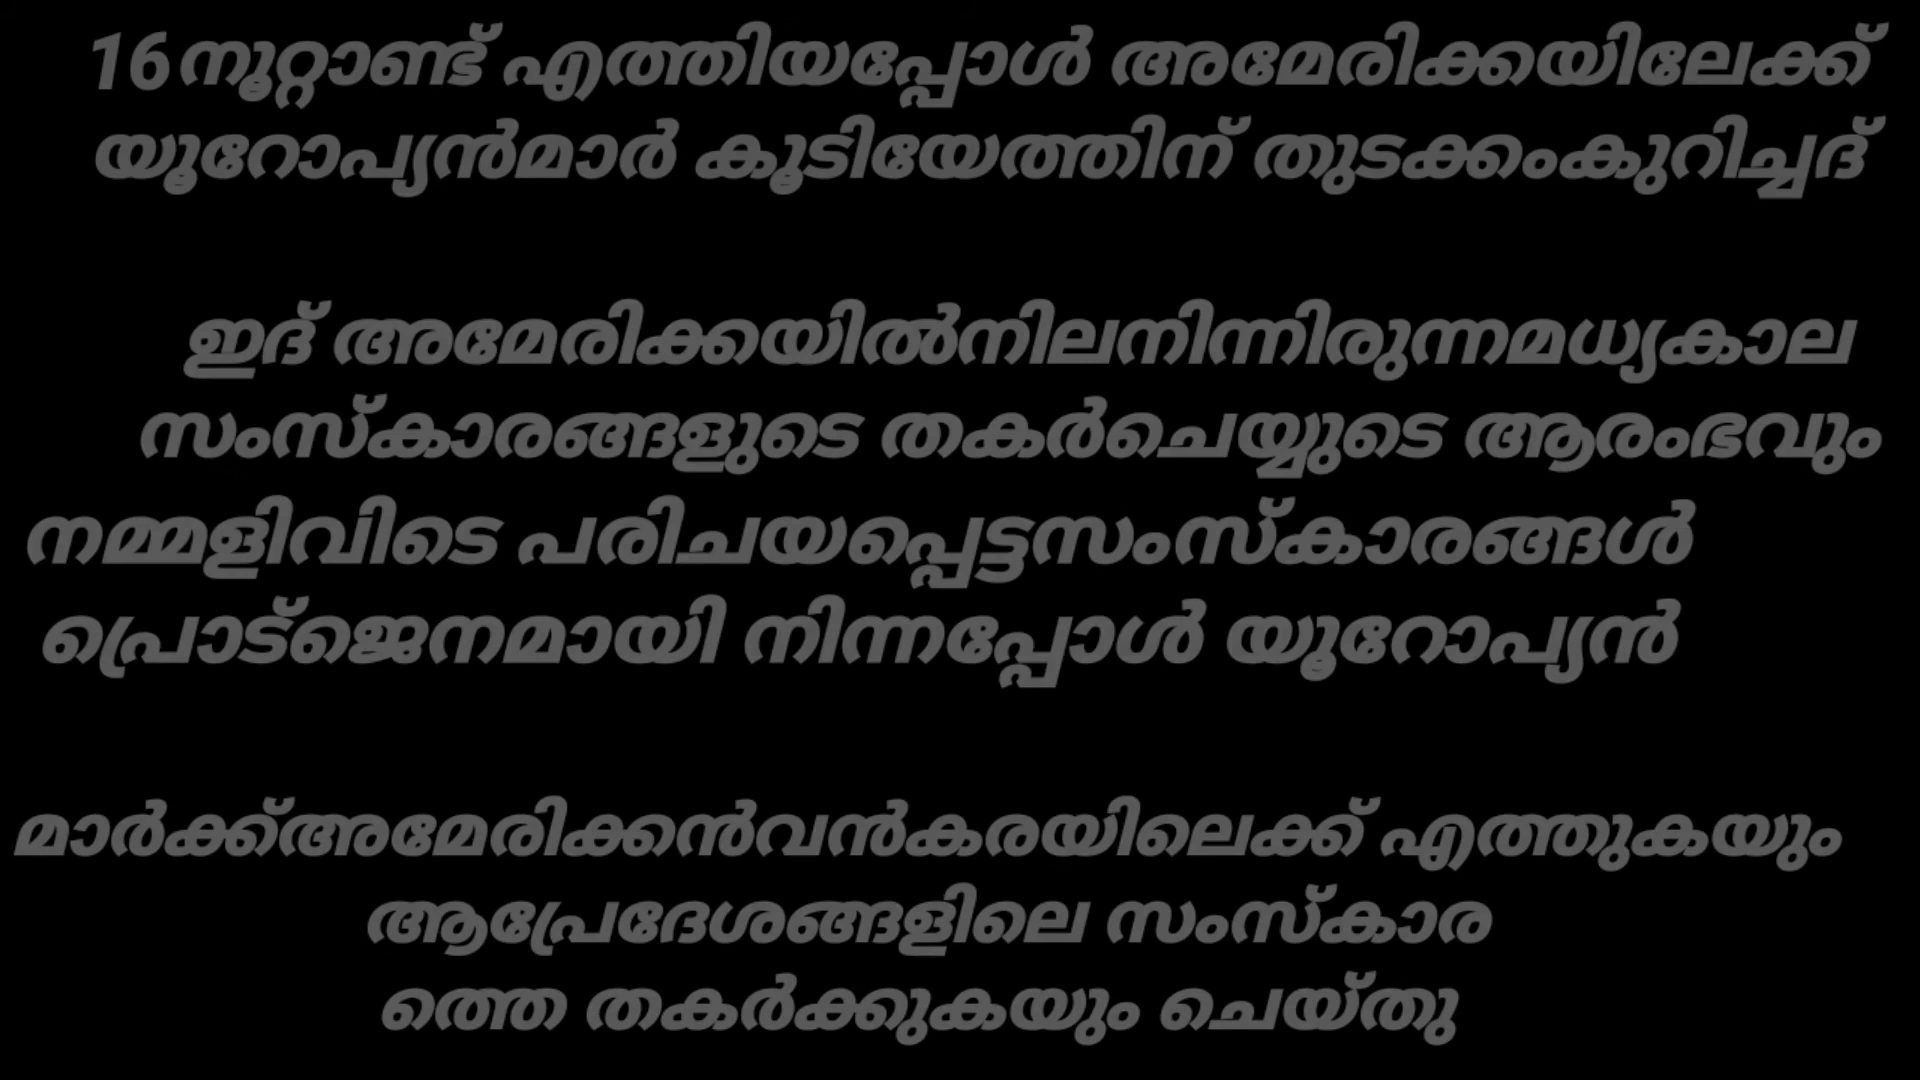 16നൂറ്റാണ്ട് എത്തിയപ്പോൾ അമേരിക്കയിലേക്ക്
യൂറോപ്യൻമാർ കൂടിയേത്തിന് തുടക്കംകുറിച്ചദ്
ഇദ് അമേരിക്കയിൽനിലനിന്നിരുന്നമധ്യകാല
സംസ്കാരങ്ങളുടെ തകർചെയ്യുടെ ആരംഭവും
നമ്മളിവിടെ പരിചയപ്പെട്ടസംസ്കാരങ്ങൾ
പ്രൊട്ജെനമായി നിന്നപ്പോൾ യൂറോപ്യൻ
മാർക്ക്അമേരിക്കൻവൻകരയിലെക്ക് എത്തുകയും
ആപ്രേദേശങ്ങളിലെ സംസ്കാര
ത്തെ തകർക്കുകയും ചെയ്തു